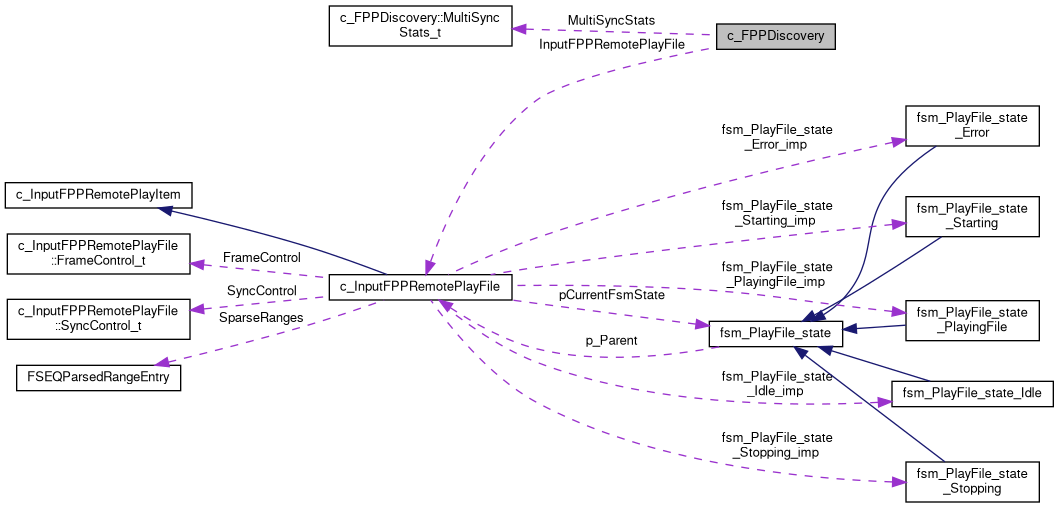 c_FPPDiscovery::MultiSync
Stats_t
MultiSyncStats
c_FPPDiscovery
InputFPPRemotePlayFile
fsm_PlayFile_state
_Error_imp
fsm_PlayFile_state
_Error
c_InputFPPRemotePlayItem
fsm_PlayFile_state
_Starting_imp
fsm_PlayFile_state
_Starting
c_InputFPPRemotePlayFile
::FrameControl_t
FrameControl
c_InputFPPRemotePlayFile
fsm_PlayFile_state
_PlayingFile_imp
pCurrentFsmState
fsm_PlayFile_state
_PlayingFile
c_InputFPPRemotePlayFile
::SyncControl_t
SyncControl
SparseRanges
fsm_PlayFile_state
p_Parent
FSEQParsedRangeEntry
fsm_PlayFile_state
_Idle_imp
fsm_PlayFile_state_Idle
fsm_PlayFile_state
_Stopping_imp
fsm_PlayFile_state
_Stopping